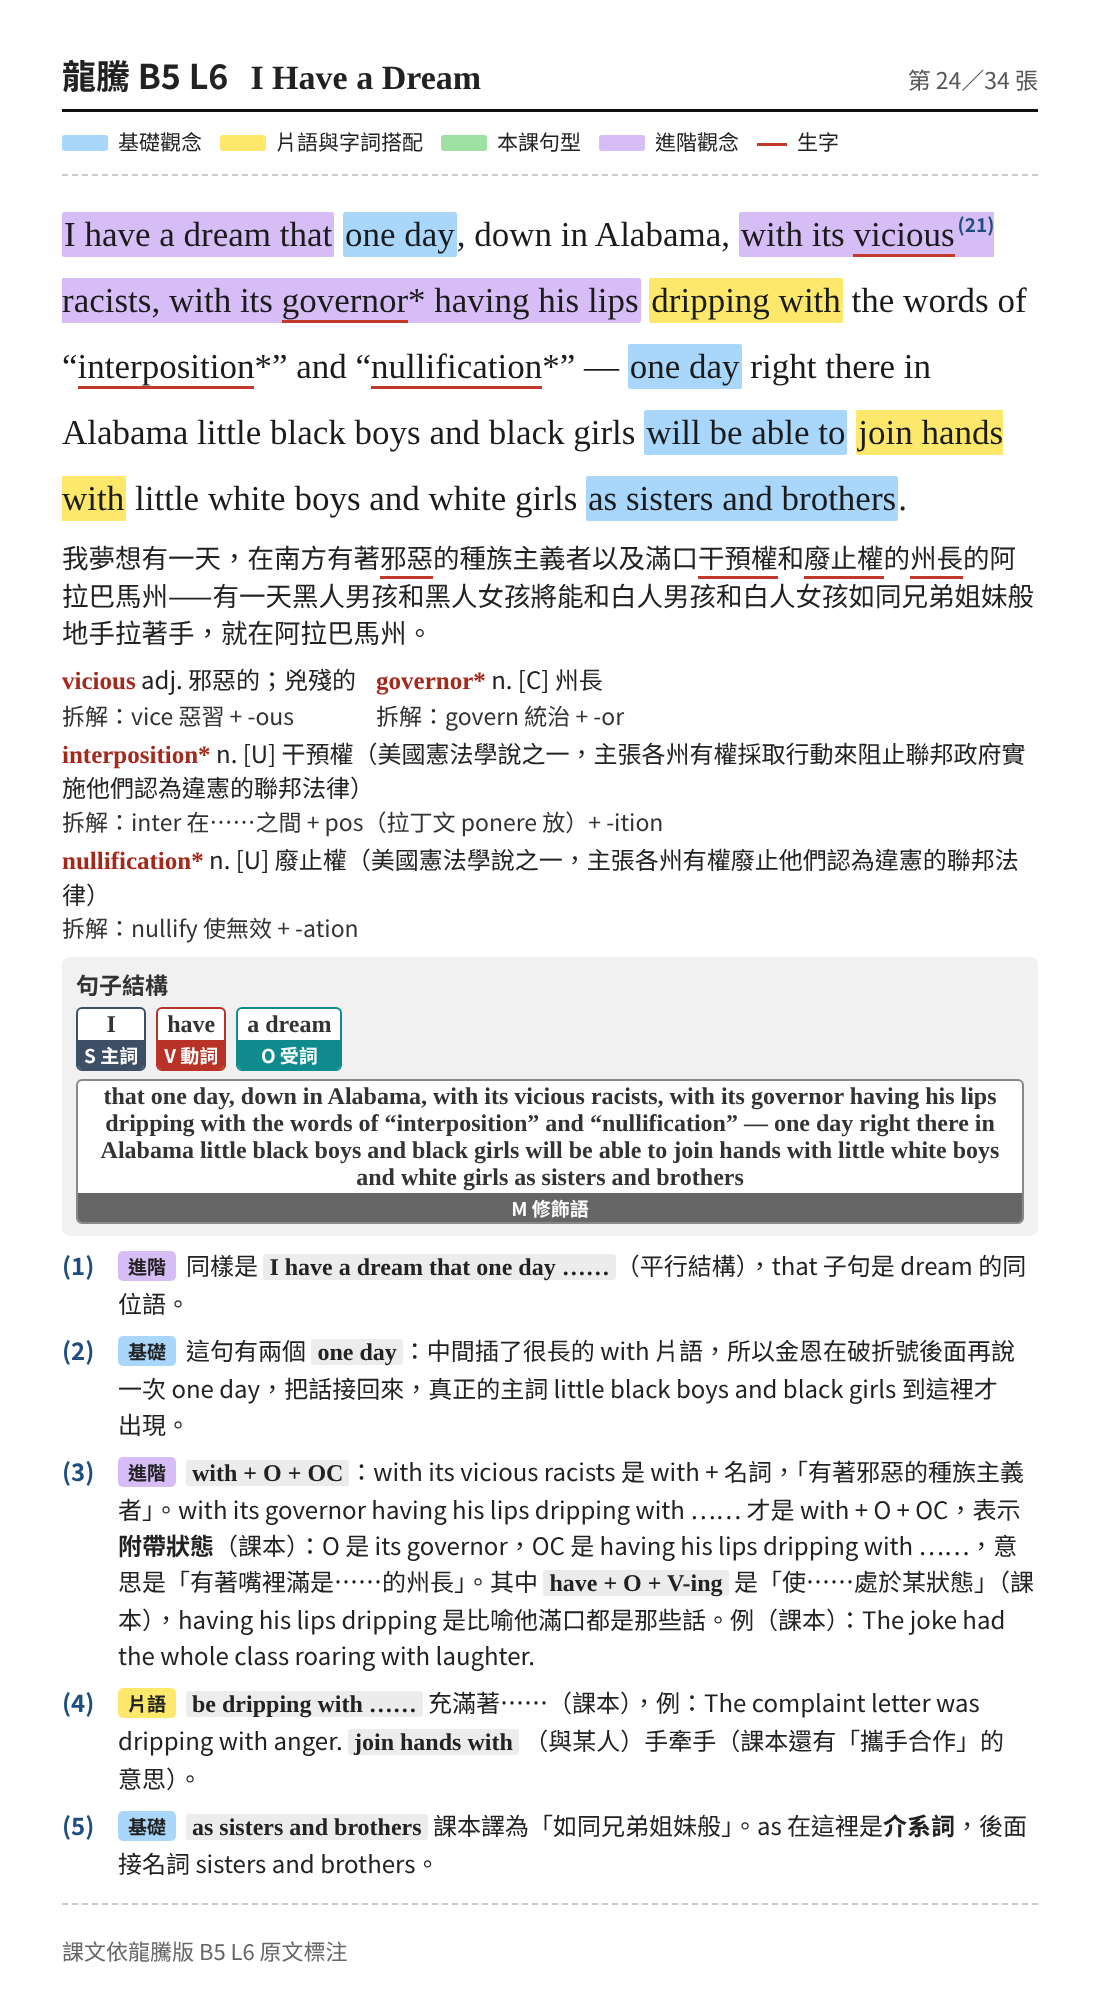 龍騰 B5 L6 I Have a Dream
第 24／34 張
基礎觀念 片語與字詞搭配 本課句型 進階觀念 生字
I have a dream that one day, down in Alabama, with its vicious(21)
racists, with its governor* having his lips dripping with the words of
“interposition*” and “nullification*” — one day right there in
Alabama little black boys and black girls will be able to join hands
with little white boys and white girls as sisters and brothers.
我夢想有一天，在南方有著邪惡的種族主義者以及滿口干預權和廢止權的州長的阿
拉巴馬州——有一天黑人男孩和黑人女孩將能和白人男孩和白人女孩如同兄弟姐妹般
地手拉著手，就在阿拉巴馬州。
vicious adj. 邪惡的；兇殘的 governor* n. [C] 州長
拆解：vice 惡習 + -ous 拆解：govern 統治 + -or
interposition* n. [U] 干預權（美國憲法學說之一，主張各州有權採取行動來阻止聯邦政府實
施他們認為違憲的聯邦法律）
拆解：inter 在……之間 + pos（拉丁文 ponere 放）+ -ition
nullification* n. [U] 廢止權（美國憲法學說之一，主張各州有權廢止他們認為違憲的聯邦法
律）
拆解：nullify 使無效 + -ation
句子結構
I have a dream
S 主詞 V 動詞 O 受詞
that one day, down in Alabama, with its vicious racists, with its governor having his lips
dripping with the words of “interposition” and “nullification” — one day right there in
Alabama little black boys and black girls will be able to join hands with little white boys
and white girls as sisters and brothers
M 修飾語
(1) 進階 同樣是 I have a dream that one day ……（平行結構），that 子句是 dream 的同
位語。
(2) 基礎 這句有兩個 one day：中間插了很長的 with 片語，所以金恩在破折號後面再說
一次 one day，把話接回來，真正的主詞 little black boys and black girls 到這裡才
出現。
(3) 進階 with + O + OC：with its vicious racists 是 with + 名詞，「有著邪惡的種族主義
者」。with its governor having his lips dripping with …… 才是 with + O + OC，表示
附帶狀態（課本）：O 是 its governor，OC 是 having his lips dripping with ……，意
思是「有著嘴裡滿是……的州長」。其中 have + O + V-ing 是「使……處於某狀態」（課
本），having his lips dripping 是比喻他滿口都是那些話。例（課本）：The joke had
the whole class roaring with laughter.
(4) 片語 be dripping with …… 充滿著……（課本），例：The complaint letter was
dripping with anger. join hands with （與某人）手牽手（課本還有「攜手合作」的
意思）。
(5) 基礎 as sisters and brothers 課本譯為「如同兄弟姐妹般」。as 在這裡是介系詞，後面
接名詞 sisters and brothers。
課文依龍騰版 B5 L6 原文標注